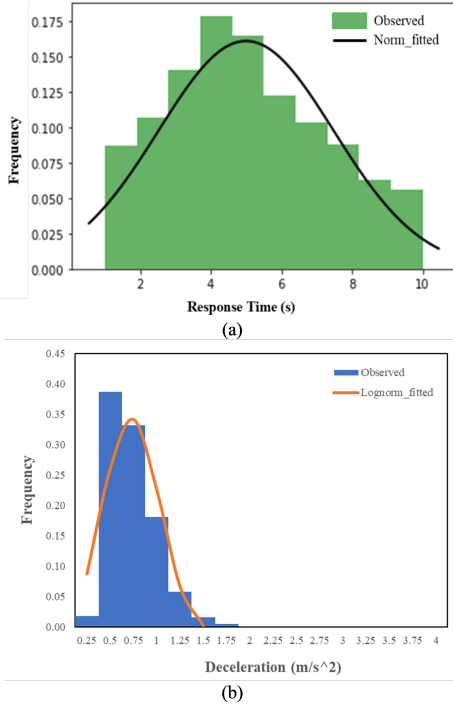 0.175
0.150
0.125
0.100
0.075
0.050
0.025
0.000
Frequency
Observed
Norm_fitted
2 4 6 8 10
Response Time (s)
(a)
0.45
0.40
0.35
0.30
0.25
0.20
0.15
0.10
0.05
0.00
Frequency
Observed
Lognorm_fitted
0.25 0.5 0.75 1 1.25 1.5 1.75 2 2.25 2.5 2.75 3 3.25 3.5 3.75 4
Deceleration (m/s^2)
(b)